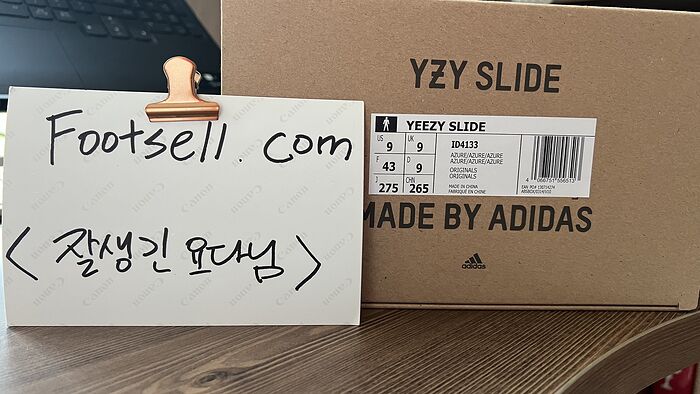 Footsell.com
<잘생긴 요다님>
YZY SLIDE
YEEZY SLIDE
US 9 UK 9
F 43 D 9
J 275 CHN 265
ID4133
AZURE/AZURE/AZURE
AZURE/AZURE/AZURE
ORIGINALS
ORIGINALS
MADE IN CHINA
FABRIQUÉ EN CHINE
MADE BY ADIDAS
adidas